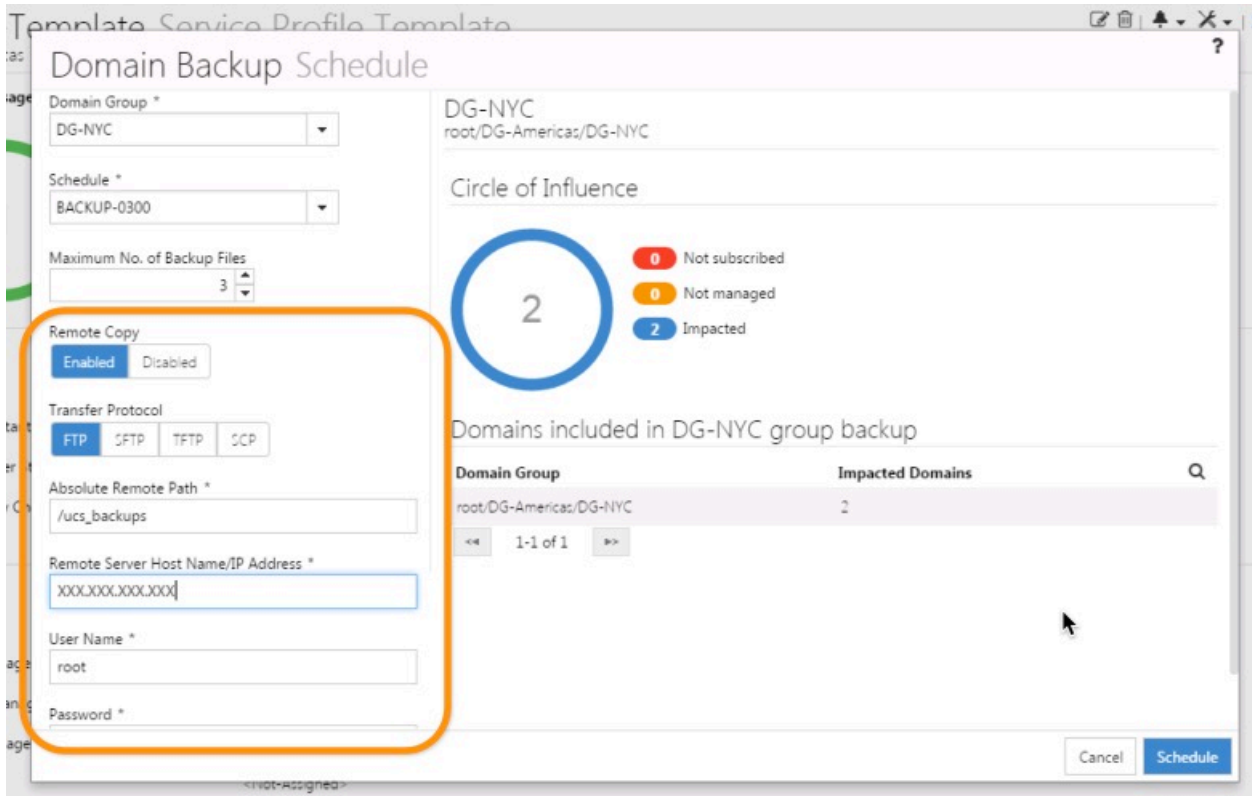 Template Service Profile Template
Domain Backup Schedule
?
Domain Group *
DG-NYC
Schedule *
BACKUP-0300
Maximum No. of Backup Files
3
Remote Copy
Enabled Disabled
Transfer Protocol
FTP SFTP TFTP SCP
Absolute Remote Path *
/ucs_backups
Remote Server Host Name/IP Address *
XXX.XXX.XXX.XXX
User Name *
root
Password *
DG-NYC
root/DG-Americas/DG-NYC
Circle of Influence
2
0 Not subscribed
0 Not managed
2 Impacted
Domains included in DG-NYC group backup
Domain Group Impacted Domains
root/DG-Americas/DG-NYC 2
1-1 of 1
Cancel Schedule
<Not-Assigned>